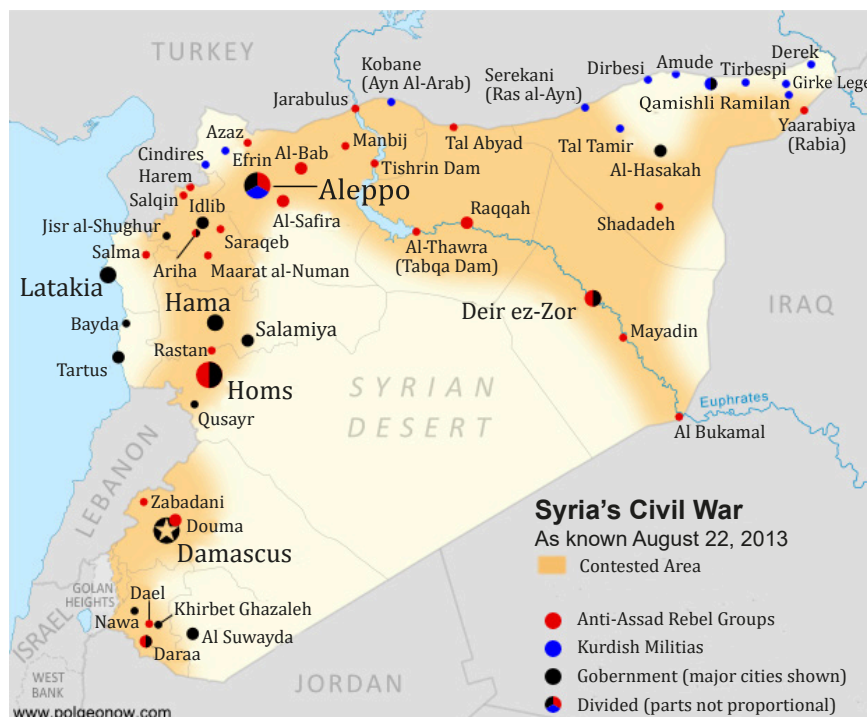 TURKEY
Derek
Amude
Kobane
(Ayn Al-Arab)
Dirbesi
Tirbespi
Serekani
(Ras al-Ayn)
Girke Lege
Jarabulus
Qamishli Ramilan
Azaz
Manbij
Tal Abyad
Yaarabiya
(Rabia)
Cindires
Efrin
Al-Bab
Tal Tamir
Harem
Tishrin Dam
Al-Hasakah
Salqin
Aleppo
Idlib
Jisr al-Shughur
Al-Safira
Raqqah
Shadadeh
Saraqeb
Salma
Al-Thawra
(Tabqa Dam)
Ariha
Maarat al-Numan
Latakia
Hama
Deir ez-Zor
IRAQ
Bayda
Salamiya
Mayadin
Rastan
Tartus
Homs
SYRIAN
DESERT
Euphrates
Qusayr
Al Bukamal
LEBANON
Zabadani
Douma
Damascus
Syria's Civil War
As known August 22, 2013
Contested Area
GOLAN
HEIGHTS
Dael
Khirbet Ghazaleh
Nawa
Al Suwayda
Daraa
ISRAEL
Anti-Assad Rebel Groups
Kurdish Militias
Gobernment (major cities shown)
Divided (parts not proportional)
WEST
BANK
JORDAN
www.polgeonow.com